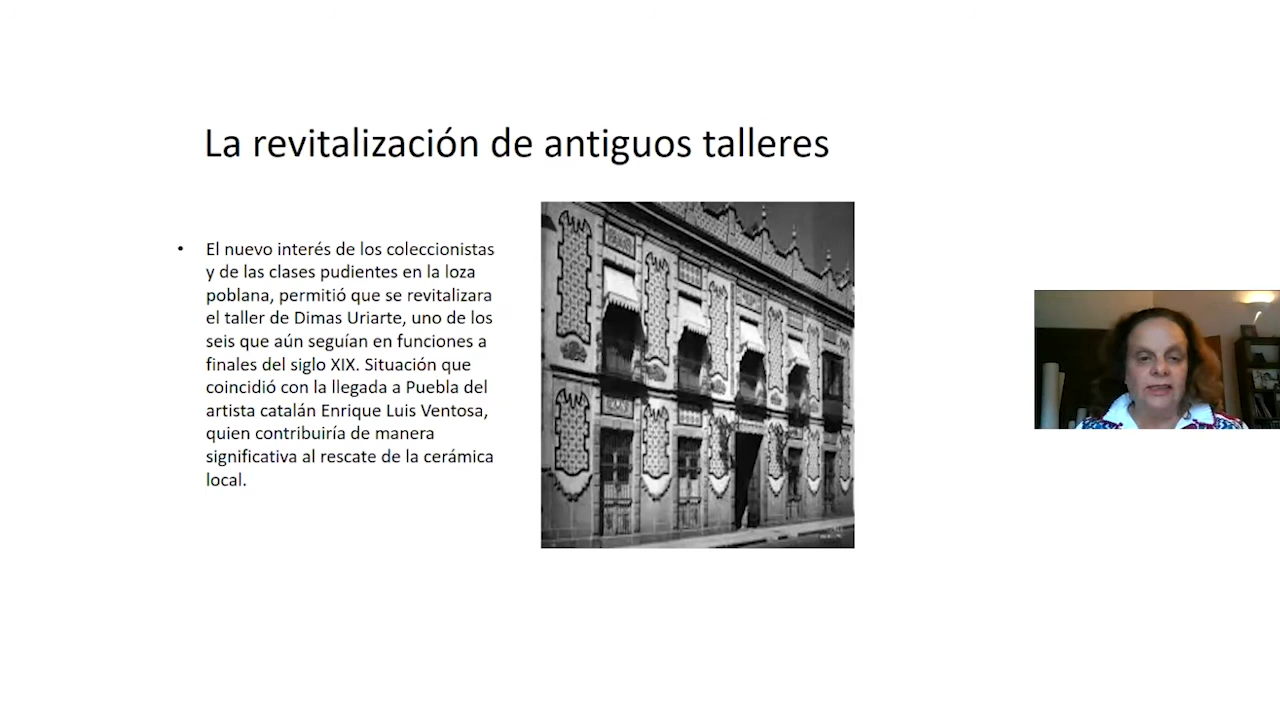 La revitalización de antiguos talleres
• El nuevo interés de los coleccionistas
y de las clases pudientes en la loza
poblana, permitió que se revitalizara
el taller de Dimas Uriarte, uno de los
seis que aún seguían en funciones a
finales del siglo XIX. Situación que
coincidió con la llegada a Puebla del
artista catalán Enrique Luis Ventosa,
quien contribuiría de manera
significativa al rescate de la cerámica
local.